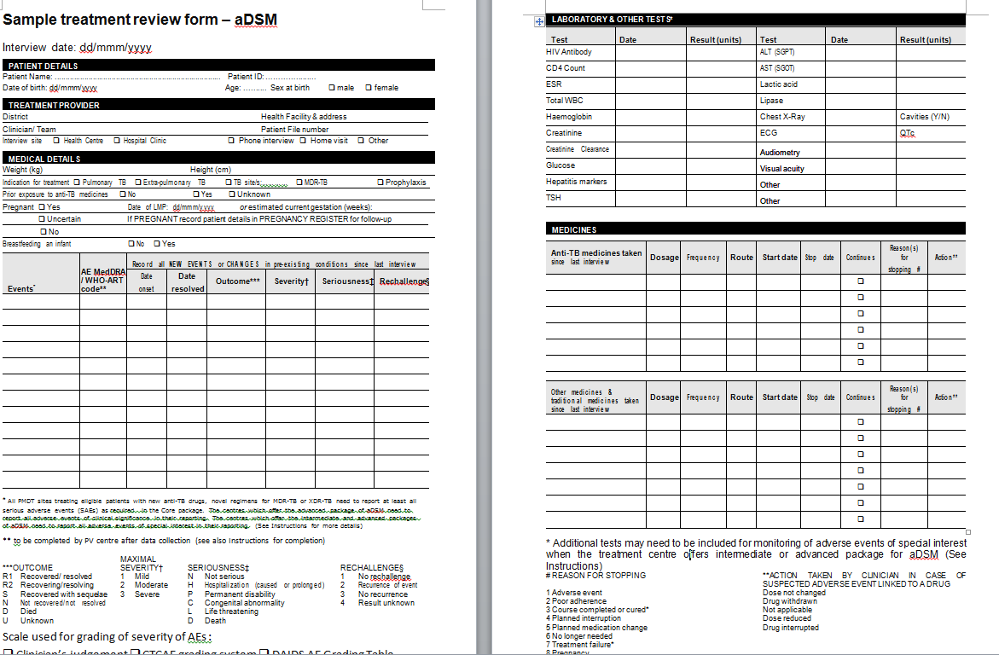 Sample treatment review form – aDSM
Interview date: dd/mmm/yyyy
PATIENT DETAILS
Patient Name: .......................................................... Patient ID:......................
Date of birth: dd/mmm/yyyy Age: .......... Sex at birth ❑ male ❑ female
TREATMENT PROVIDER
District Health Facility & address
Clinician/ Team Patient File number
Interview site ❑ Health Centre ❑ Hospital Clinic ❑ Phone interview ❑ Home visit ❑ Other
MEDICAL DETAILS
Weight (kg) Height (cm)
Indication for treatment ❑ Pulmonary TB ❑ Extra-pulmonary TB ❑ TB site/s:.......... ❑ MDR-TB ❑ Prophylaxis
Prior exposure to anti-TB medicines ❑ No ❑ Yes ❑ Unknown
Pregnant ❑ Yes Date of LMP: dd/mmm/yyyy or estimated current gestation (weeks):
❑ Uncertain If PREGNANT record patient details in PREGNANCY REGISTER for follow-up
❑ No
Breastfeeding an infant ❑ No ❑ Yes
Events* AE MedDRA / WHO-ART code** Record all NEW EVENTS or CHANGES in pre-existing conditions since last interview
Date onset Date resolved Outcome*** Severity† Seriousness‡ Rechallenge§
* All PMDT sites treating eligible patients with new anti-TB drugs, novel regimens for MDR-TB or XDR-TB need to report at least all
serious adverse events (SAEs) as required in the Core package. The centres which offer the advanced package of aDSM need to
report all adverse events of clinical significance in their reporting. The centres which offer the intermediate and advanced packages
of aDSM need to report all adverse events of special interest in their reporting. (See Instructions for more details)
** to be completed by PV centre after data collection (see also Instructions for completion)
***OUTCOME
R1 Recovered/ resolved
R2 Recovering/resolving
S Recovered with sequelae
N Not recovered/not resolved
D Died
U Unknown
MAXIMAL
SEVERITY†
1 Mild
2 Moderate
3 Severe
SERIOUSNESS‡
N Not serious
H Hospitalization (caused or prolonged)
P Permanent disability
C Congenital abnormality
L Life threatening
D Death
RECHALLENGE§
1 No rechallenge
2 Recurrence of event
3 No recurrence
4 Result unknown
Scale used for grading of severity of AEs:
❑ Clinician's judgement ❑ CTCAE grading system ❑ DAIDS AE Grading Table
LABORATORY & OTHER TESTS*
Test Date Result (units) Test Date Result (units)
HIV Antibody ALT (SGPT)
CD4 Count AST (SGOT)
ESR Lactic acid
Total WBC Lipase
Haemoglobin Chest X-Ray Cavities (Y/N)
Creatinine ECG QTc
Creatinine Clearance Audiometry
Glucose Visual acuity
Hepatitis markers Other
TSH Other
MEDICINES
Anti-TB medicines taken since last interview Dosage Frequency Route Start date Stop date Continues Reason(s) for stopping # Action**
❑
❑
❑
❑
❑
❑
Other medicines & traditional medicines taken since last interview Dosage Frequency Route Start date Stop date Continues Reason(s) for stopping # Action**
❑
❑
❑
❑
❑
❑
❑
* Additional tests may need to be included for monitoring of adverse events of special interest
when the treatment centre offers intermediate or advanced package for aDSM (See
Instructions)
# REASON FOR STOPPING
1 Adverse event
2 Poor adherence
3 Course completed or cured*
4 Planned interruption
5 Planned medication change
6 No longer needed
7 Treatment failure*
8 Pregnancy
**ACTION TAKEN BY CLINICIAN IN CASE OF
SUSPECTED ADVERSE EVENT LINKED TO A DRUG
Dose not changed
Drug withdrawn
Not applicable
Dose reduced
Drug interrupted